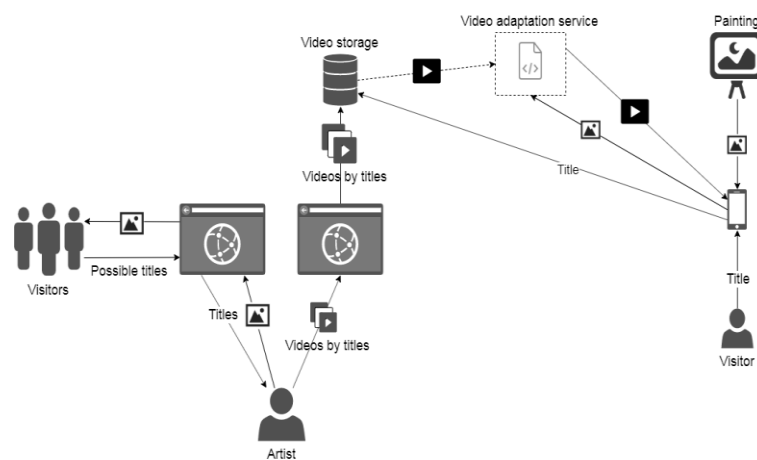 Video adaptation service
Painting
Video storage
</>
Videos by titles
Title
Possible titles
Visitors
Titles
Title
Videos by titles
Visitor
Artist